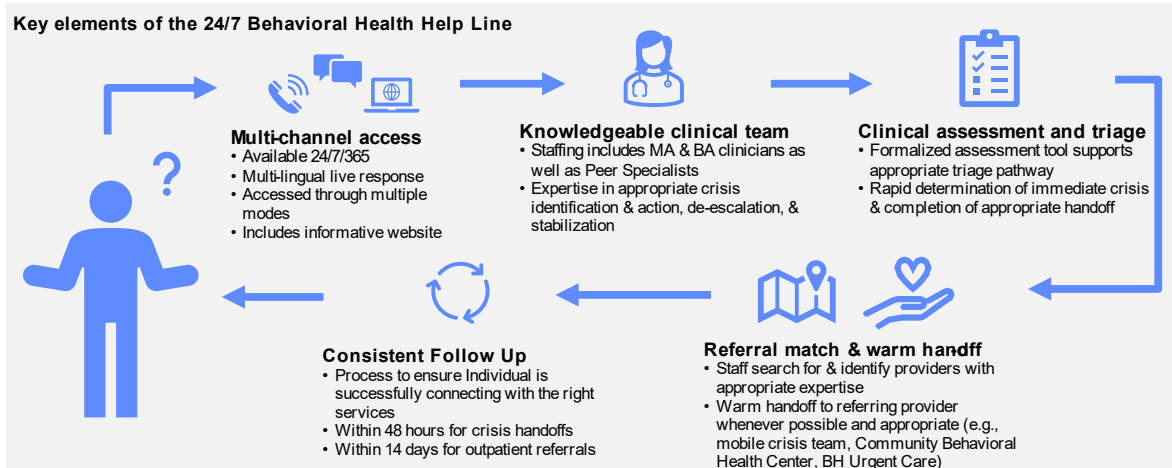 Key elements of the 24/7 Behavioral Health Help Line
?
Multi-channel access
• Available 24/7/365
• Multi-lingual live response
• Accessed through multiple
modes
• Includes informative website
Knowledgeable clinical team
• Staffing includes MA & BA clinicians as
well as Peer Specialists
• Expertise in appropriate crisis
identification & action, de-escalation, &
stabilization
Clinical assessment and triage
• Formalized assessment tool supports
appropriate triage pathway
• Rapid determination of immediate crisis
& completion of appropriate handoff
Referral match & warm handoff
• Staff search for & identify providers with
appropriate expertise
• Warm handoff to referring provider
whenever possible and appropriate (e.g.,
mobile crisis team, Community Behavioral
Health Center, BH Urgent Care)
Consistent Follow Up
• Process to ensure Individual is
successfully connecting with the right
services
• Within 48 hours for crisis handoffs
• Within 14 days for outpatient referrals